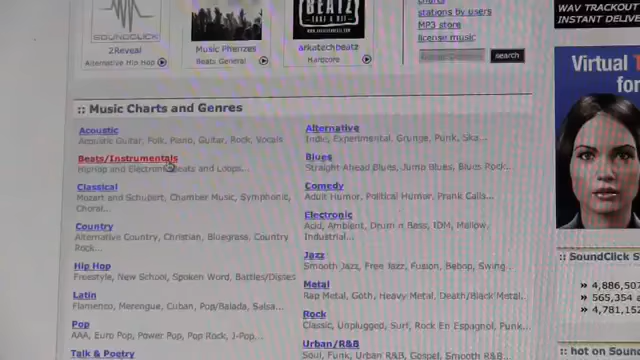 SOUNDCLICK
2Reveal
Alternative Hip Hop
Music Phenzes
Beats General
BEATZ
arkatechbeatz
Hardcore
charts
stations by users
MP3 store
license music
search
WAV TRACKOUT
INSTANT DELIVE
Virtual T
for
:: Music Charts and Genres
Acoustic
Acoustic Guitar, Folk, Piano, Guitar, Rock, Vocals
Beats/Instrumentals
HipHop and Electronic Beats and Loops...
Classical
Mozart and Schubert, Chamber Music, Symphonic,
Choral...
Country
Alternative Country, Christian, Bluegrass, Country
Rock...
Hip Hop
Freestyle, New School, Spoken Word, Battles/Disses
Latin
Flamenco, Merengue, Cuban, Pop/Balada, Salsa...
Pop
AAA, Euro Pop, Power Pop, Pop Rock, J-Pop...
Talk & Poetry
Alternative
Indie, Experimental, Grunge, Punk, Ska...
Blues
Straight-Ahead Blues, Jump Blues, Blues Rock...
Comedy
Adult Humor, Political Humor, Prank Calls...
Electronic
Acid, Ambient, Drum n Bass, IDM, Mellow,
Industrial...
Jazz
Smooth Jazz, Free Jazz, Fusion, Bebop, Swing...
Metal
Rap Metal, Goth, Heavy Metal, Death/Black Metal...
Rock
Classic, Unplugged, Surf, Rock En Espagnol, Punk...
Urban/R&B
Soul, Funk, Urban R&B, Gospel, Smooth R&B...
:: SoundClick S
» 4,886,507
» 565,354
» 4,781,152
:: hot on Sound